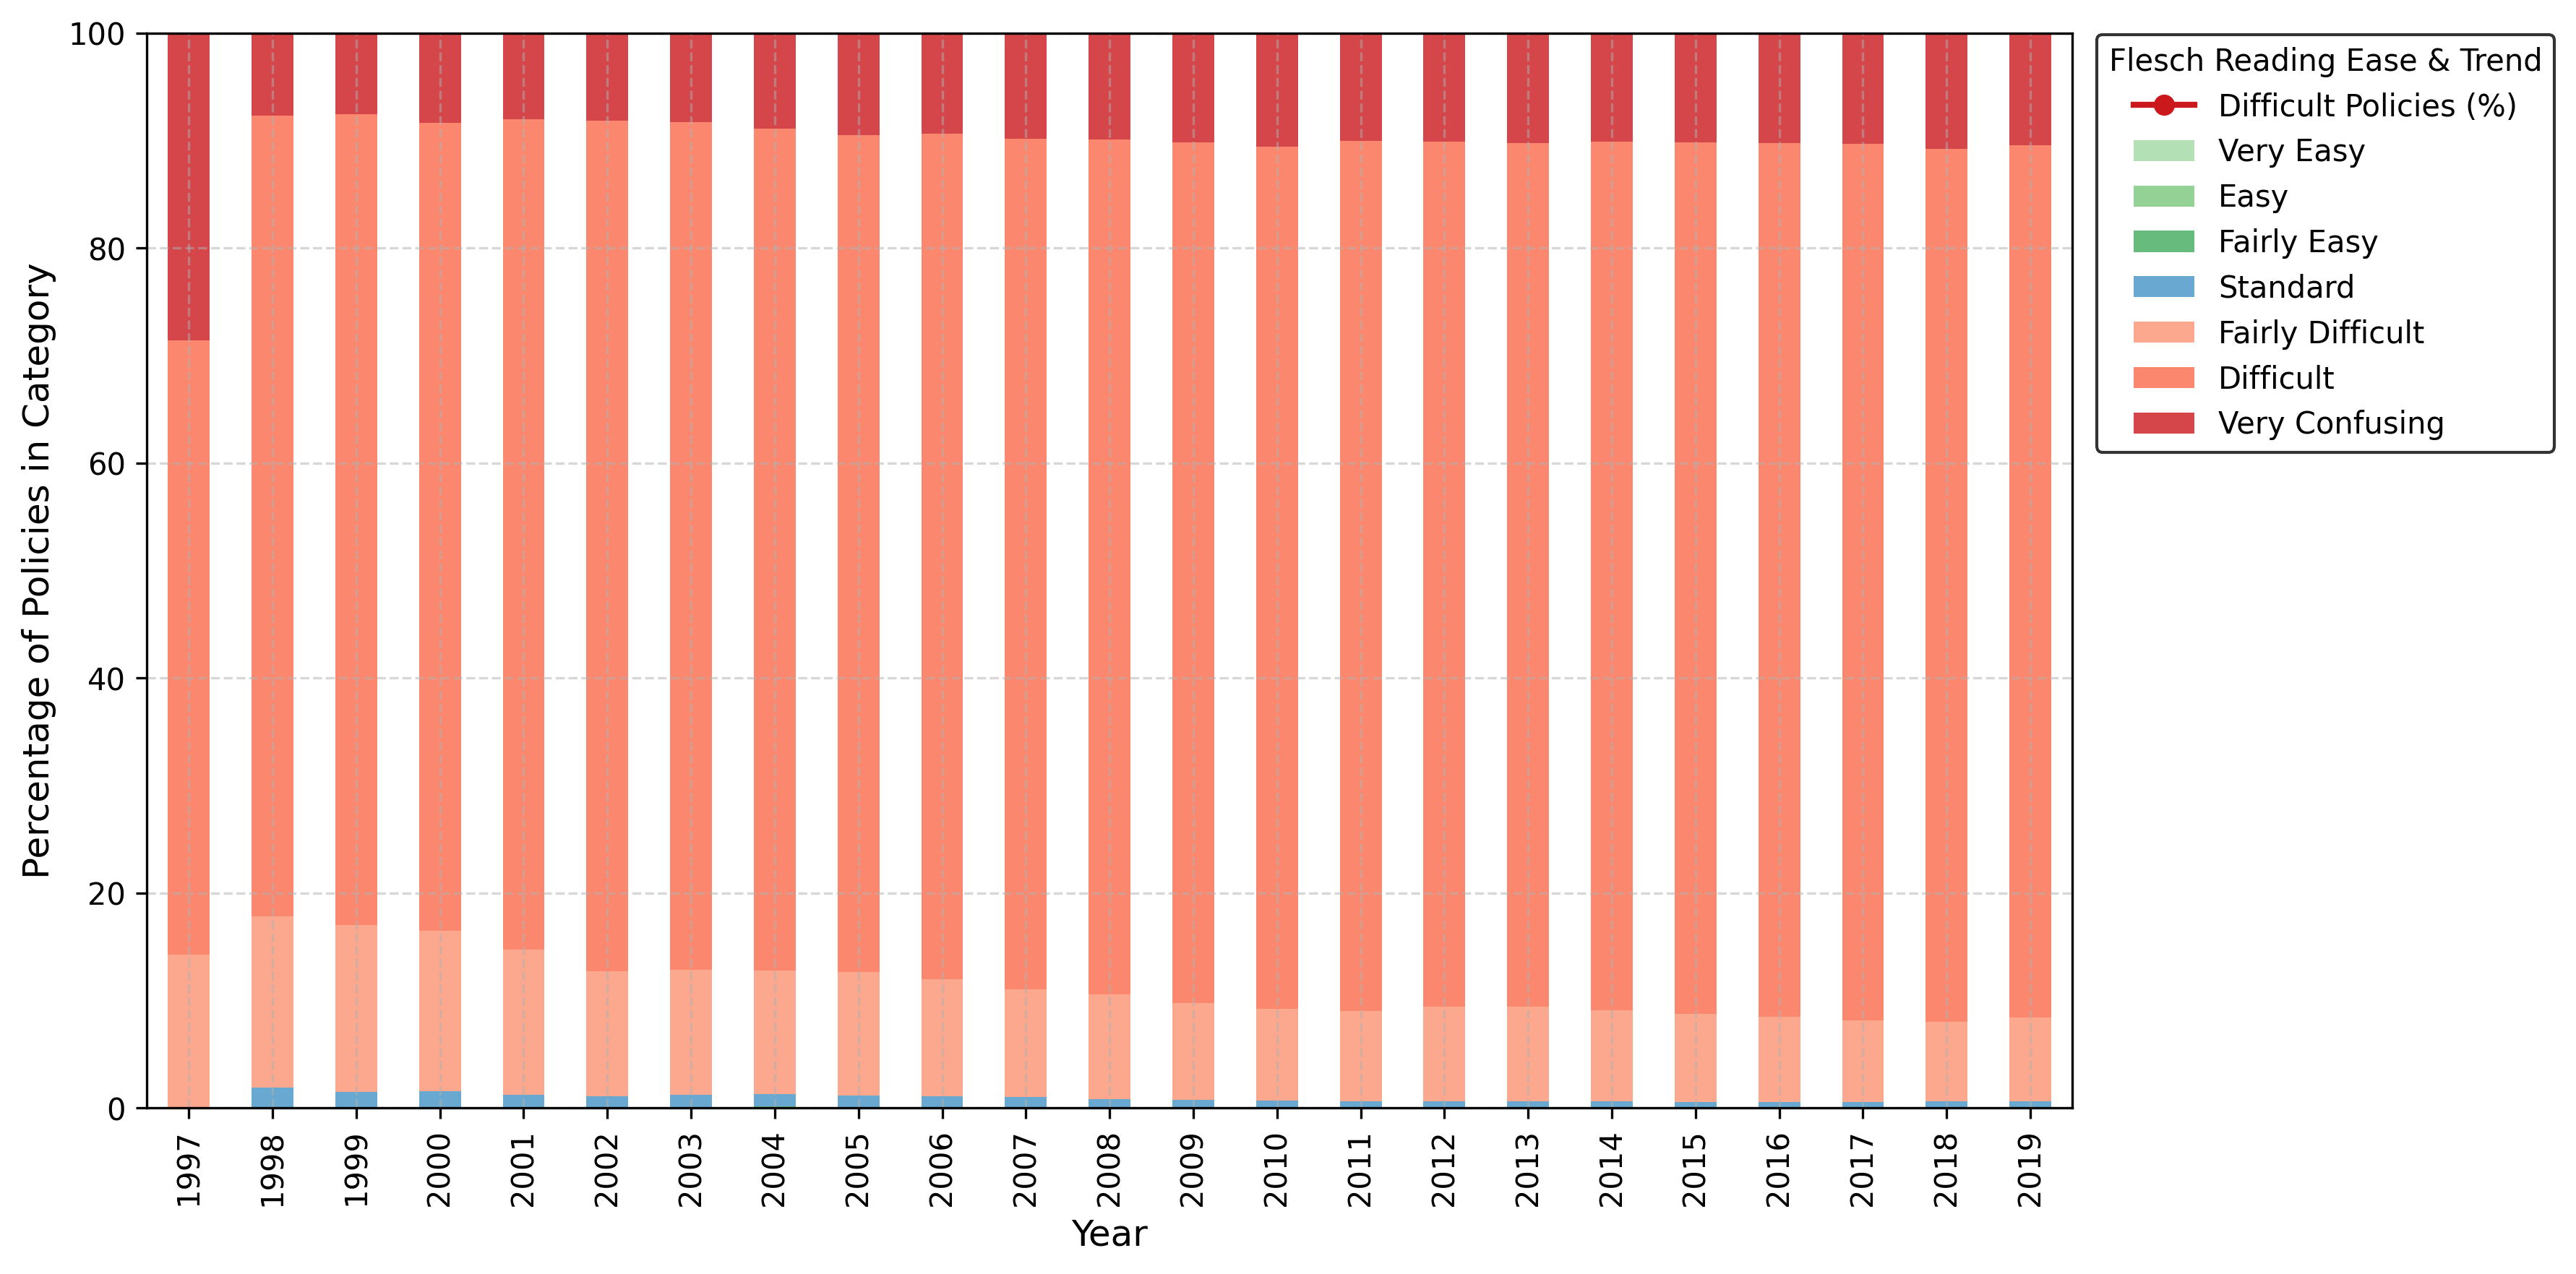 100
80
60
40
20
0
Percentage of Policies in Category
1997
1998
1999
2000
2001
2002
2003
2004
2005
2006
2007
2008
2009
2010
2011
2012
2013
2014
2015
2016
2017
2018
2019
Year
Flesch Reading Ease & Trend
Difficult Policies (%)
Very Easy
Easy
Fairly Easy
Standard
Fairly Difficult
Difficult
Very Confusing